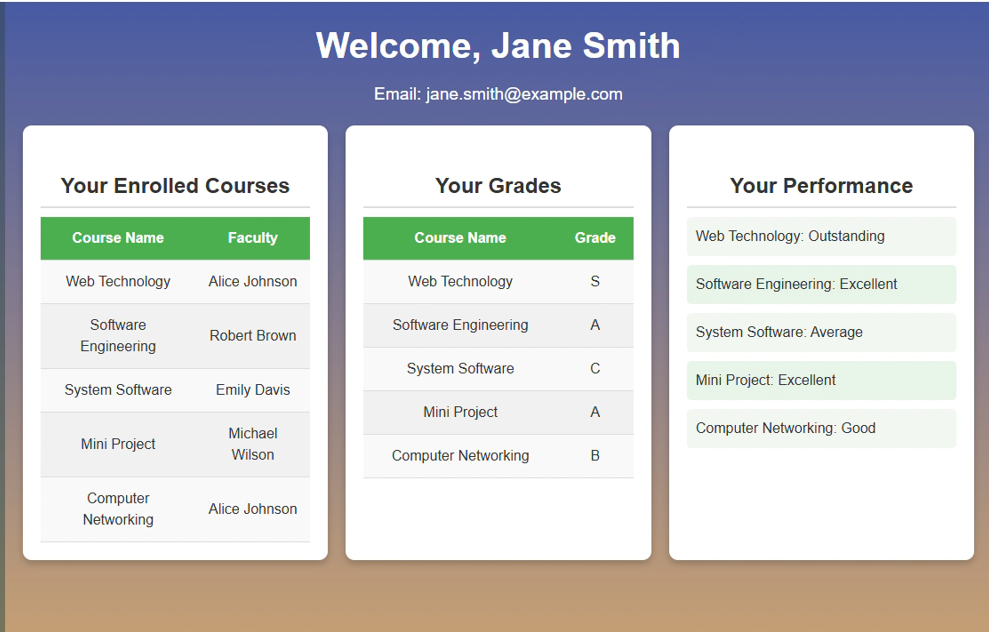 Welcome, Jane Smith
Email: jane.smith@example.com
Your Enrolled Courses
Course Name Faculty
Web Technology Alice Johnson
Software
Engineering Robert Brown
System Software Emily Davis
Mini Project Michael
Wilson
Computer
Networking Alice Johnson
Your Grades
Course Name Grade
Web Technology S
Software Engineering A
System Software C
Mini Project A
Computer Networking B
Your Performance
Web Technology: Outstanding
Software Engineering: Excellent
System Software: Average
Mini Project: Excellent
Computer Networking: Good